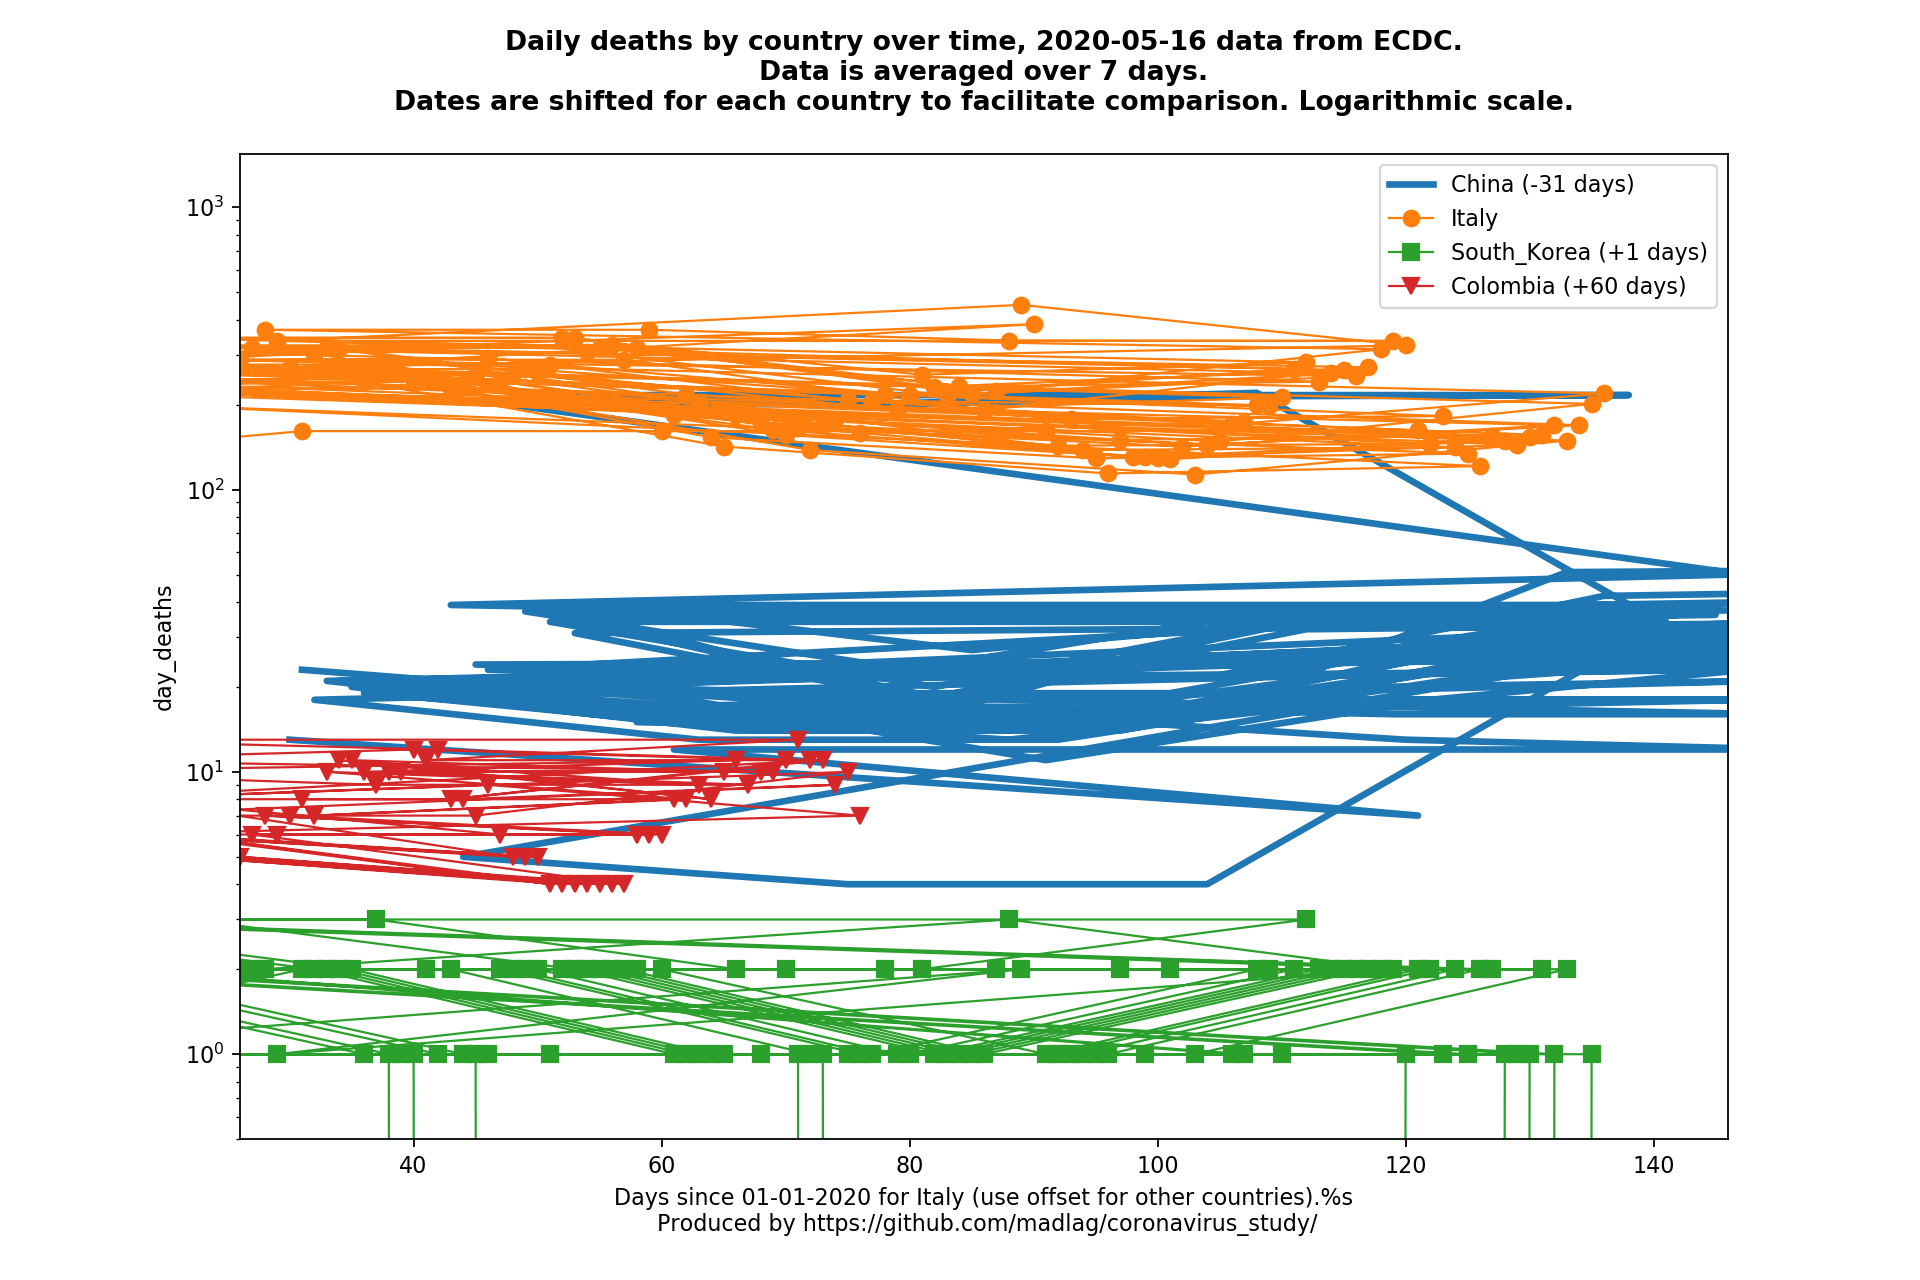 Daily deaths by country over time, 2020-05-16 data from ECDC.
Data is averaged over 7 days.
Dates are shifted for each country to facilitate comparison. Logarithmic scale.
China (-31 days)
Italy
South_Korea (+1 days)
Colombia (+60 days)
day_deaths
10³
10²
10¹
10⁰
40 60 80 100 120 140
Days since 01-01-2020 for Italy (use offset for other countries).%s
Produced by https://github.com/madlag/coronavirus_study/